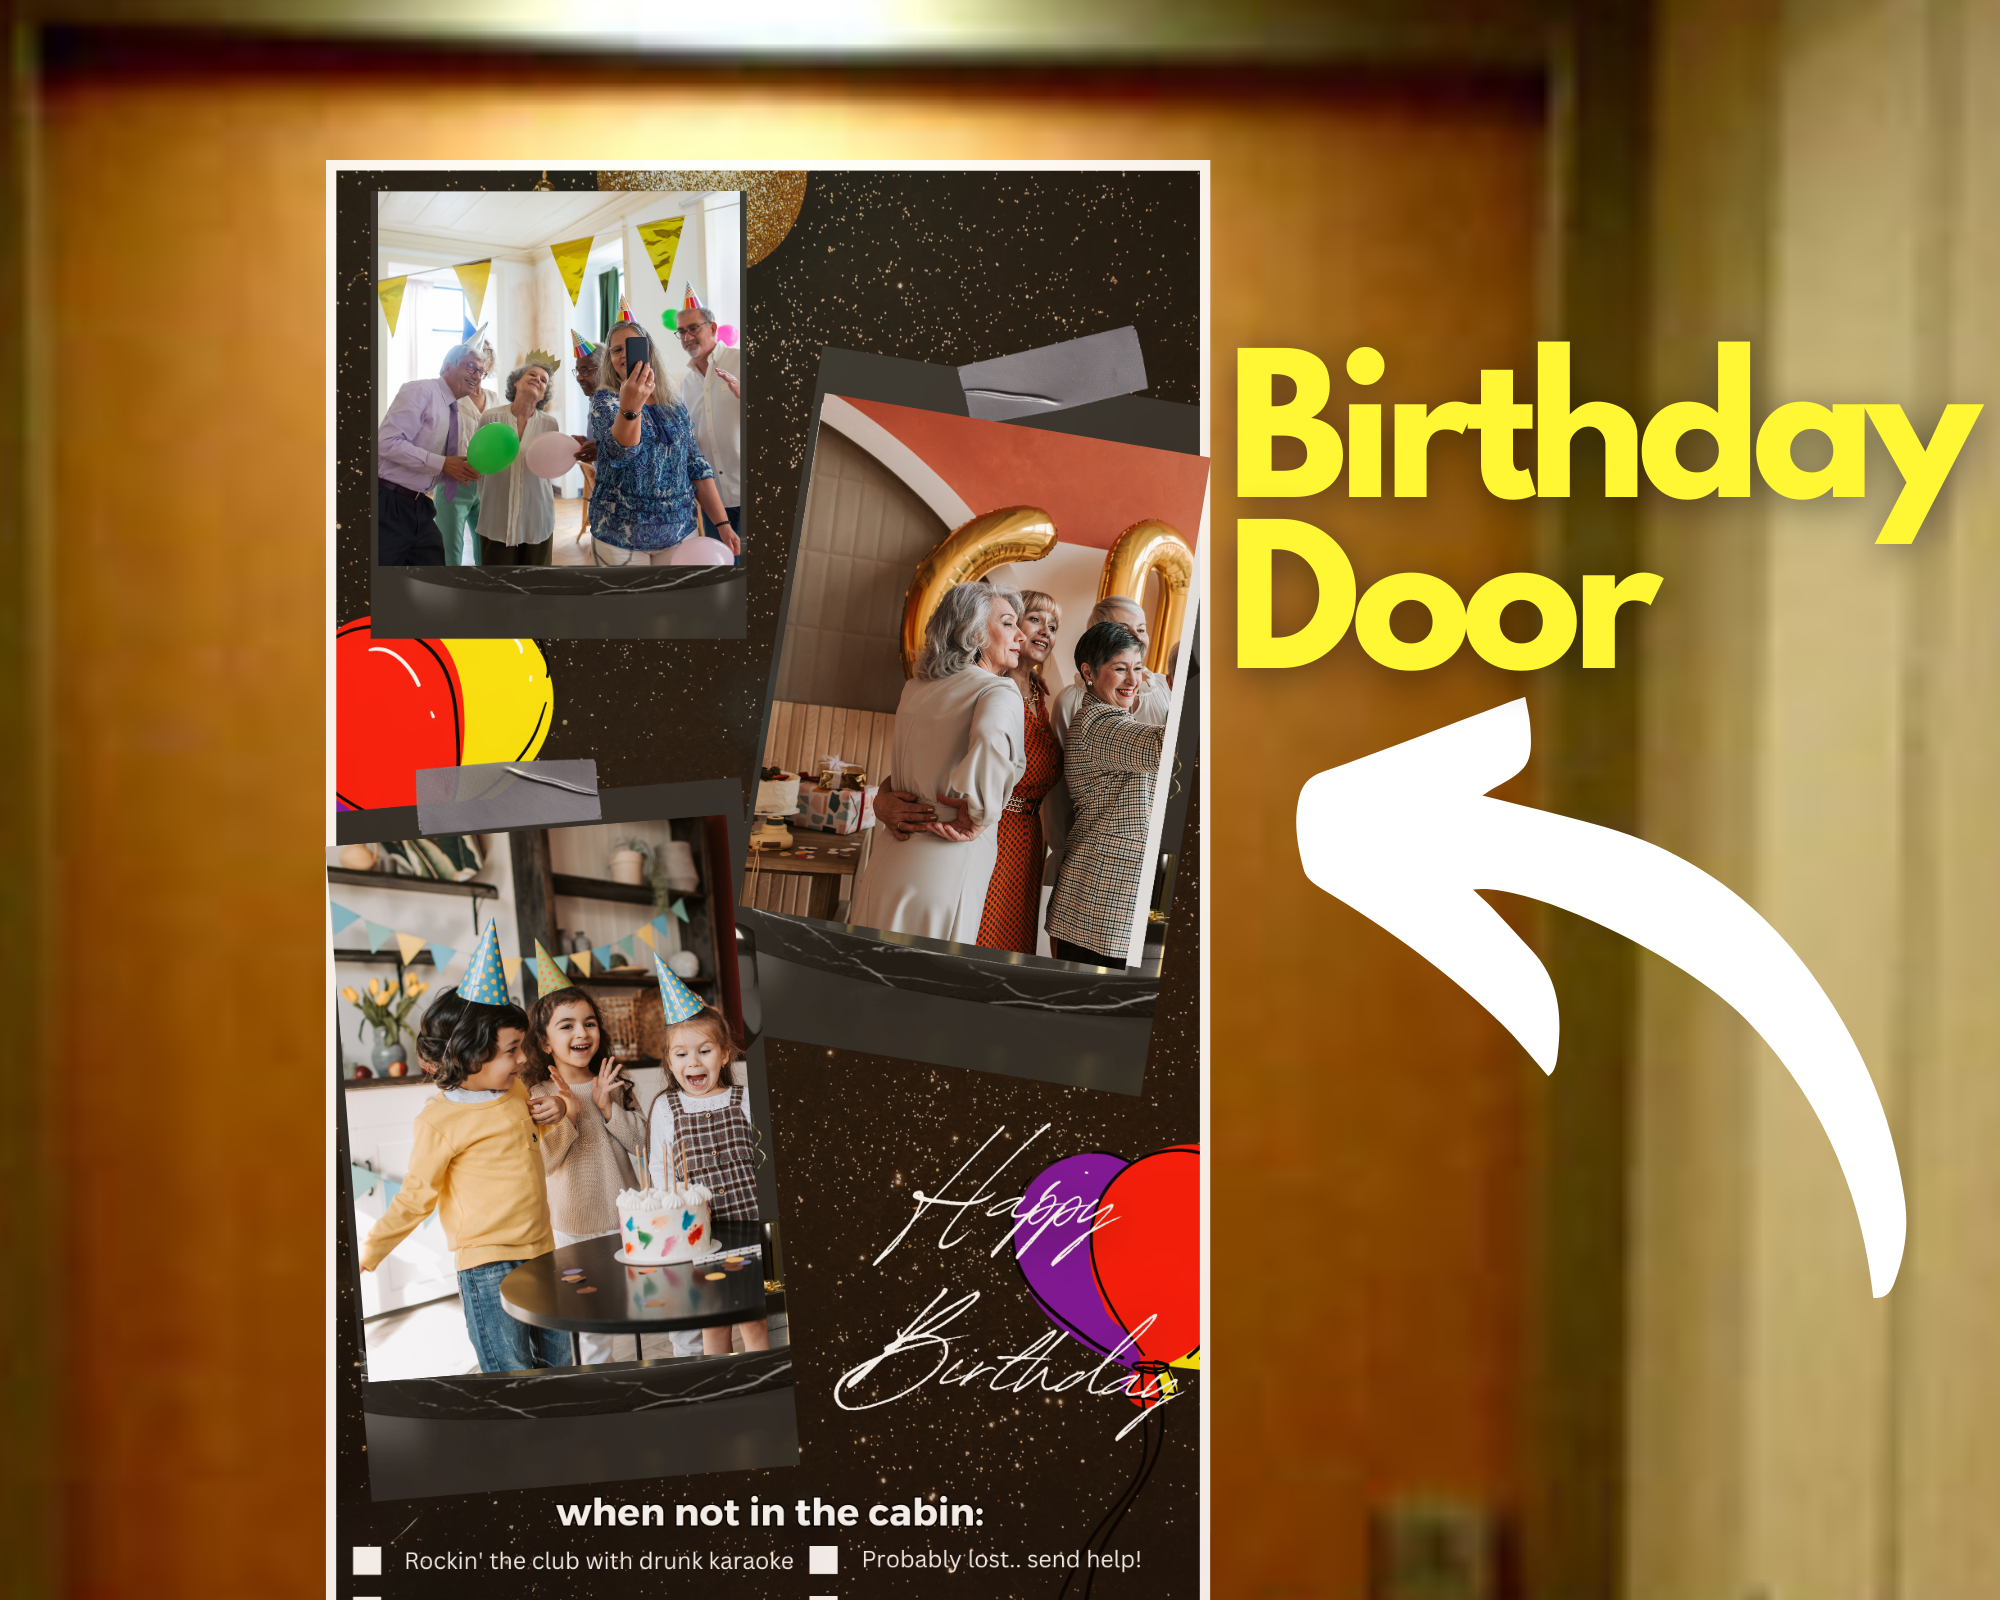 Birthday
Door
60
Happy
Birthday
when not in the cabin:
Rockin' the club with drunk karaoke
Probably lost.. send help!